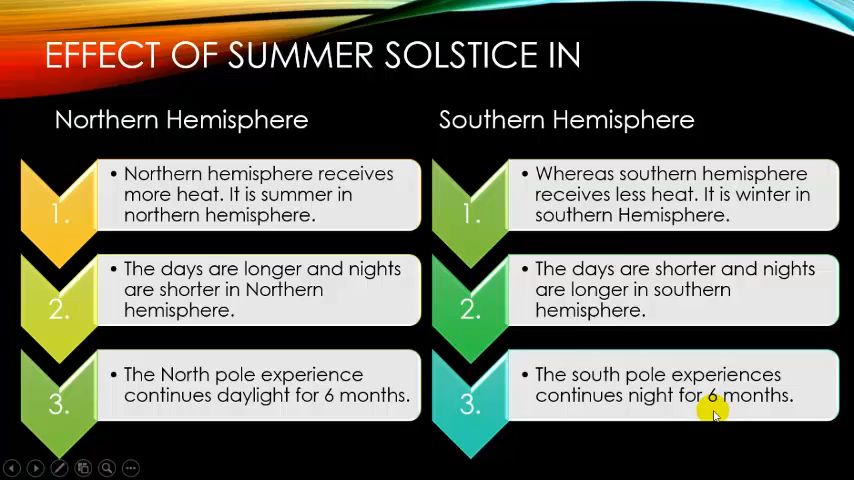 EFFECT OF SUMMER SOLSTICE IN
Northern Hemisphere
1.
• Northern hemisphere receives
more heat. It is summer in
northern hemisphere.
2.
• The days are longer and nights
are shorter in Northern
hemisphere.
3.
• The North pole experience
continues daylight for 6 months.
Southern Hemisphere
1.
• Whereas southern hemisphere
receives less heat. It is winter in
southern Hemisphere.
2.
• The days are shorter and nights
are longer in southern
hemisphere.
3.
• The south pole experiences
continues night for 6 months.